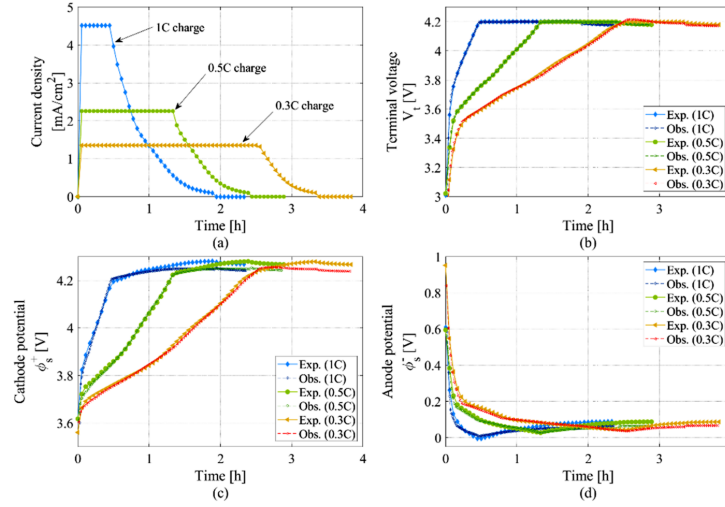 1C charge
0.5C charge
0.3C charge
Current density
[mA/cm²]
5
4
3
2
1
0
0 1 2 3 4
Time [h]
(a)
Terminal voltage
V_t [V]
4.2
4
3.8
3.6
3.4
3.2
3
0 1 2 3
Time [h]
(b)
Exp. (1C)
Obs. (1C)
Exp. (0.5C)
Obs. (0.5C)
Exp. (0.3C)
Obs. (0.3C)
Cathode potential
ϕ_s^+ [V]
4.2
4
3.8
3.6
0 1 2 3 4
Time [h]
(c)
Exp. (1C)
Obs. (1C)
Exp. (0.5C)
Obs. (0.5C)
Exp. (0.3C)
Obs. (0.3C)
Anode potential
ϕ_s^- [V]
1
0.8
0.6
0.4
0.2
0
0 1 2 3
Time [h]
(d)
Exp. (1C)
Obs. (1C)
Exp. (0.5C)
Obs. (0.5C)
Exp. (0.3C)
Obs. (0.3C)